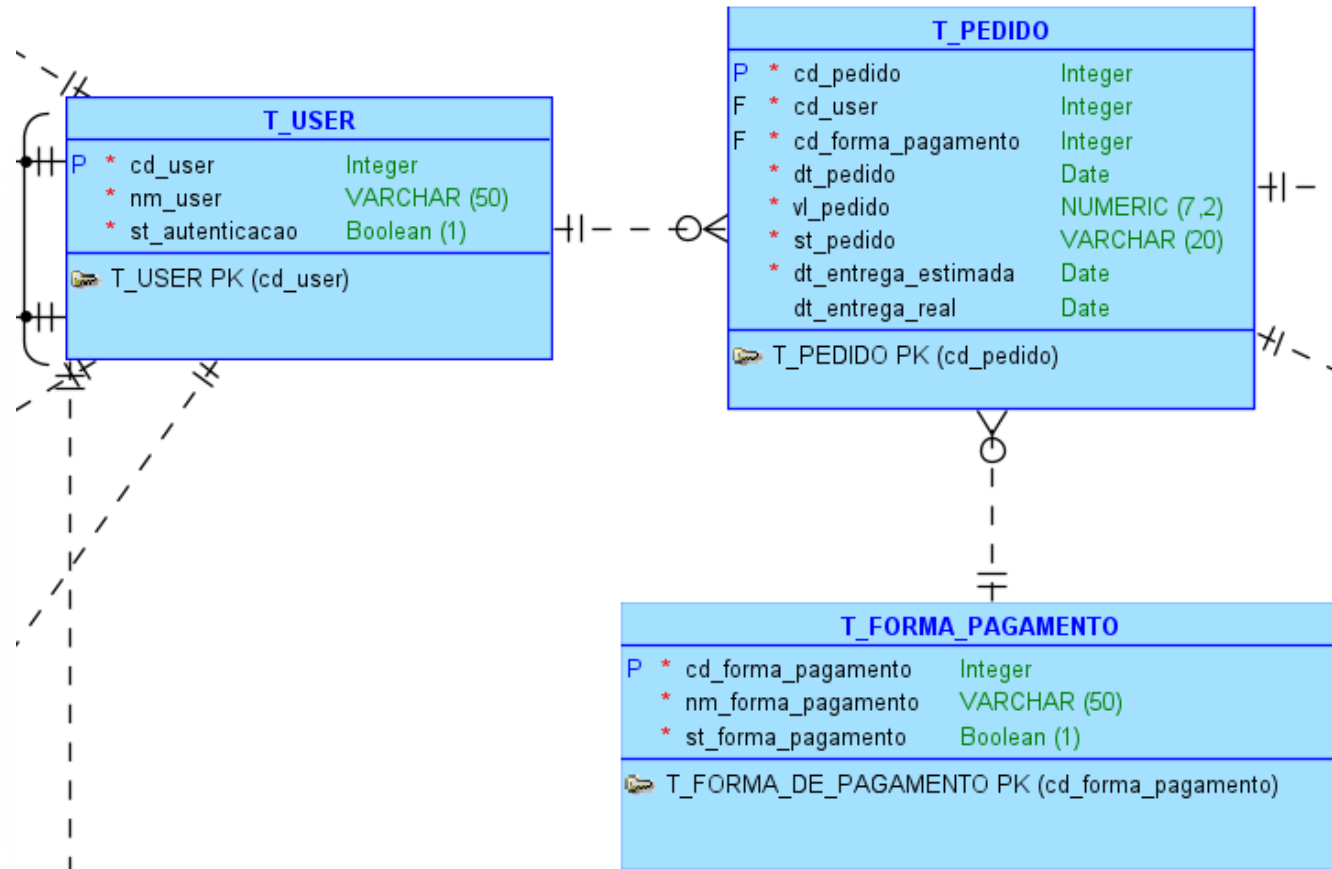 T_PEDIDO
P * cd_pedido Integer
F * cd_user Integer
F * cd_forma_pagamento Integer
* dt_pedido Date
* vl_pedido NUMERIC (7,2)
* st_pedido VARCHAR (20)
* dt_entrega_estimada Date
dt_entrega_real Date
T_PEDIDO PK (cd_pedido)
T_USER
P * cd_user Integer
* nm_user VARCHAR (50)
* st_autenticacao Boolean (1)
T_USER PK (cd_user)
T_FORMA_PAGAMENTO
P * cd_forma_pagamento Integer
* nm_forma_pagamento VARCHAR (50)
* st_forma_pagamento Boolean (1)
T_FORMA_DE_PAGAMENTO PK (cd_forma_pagamento)